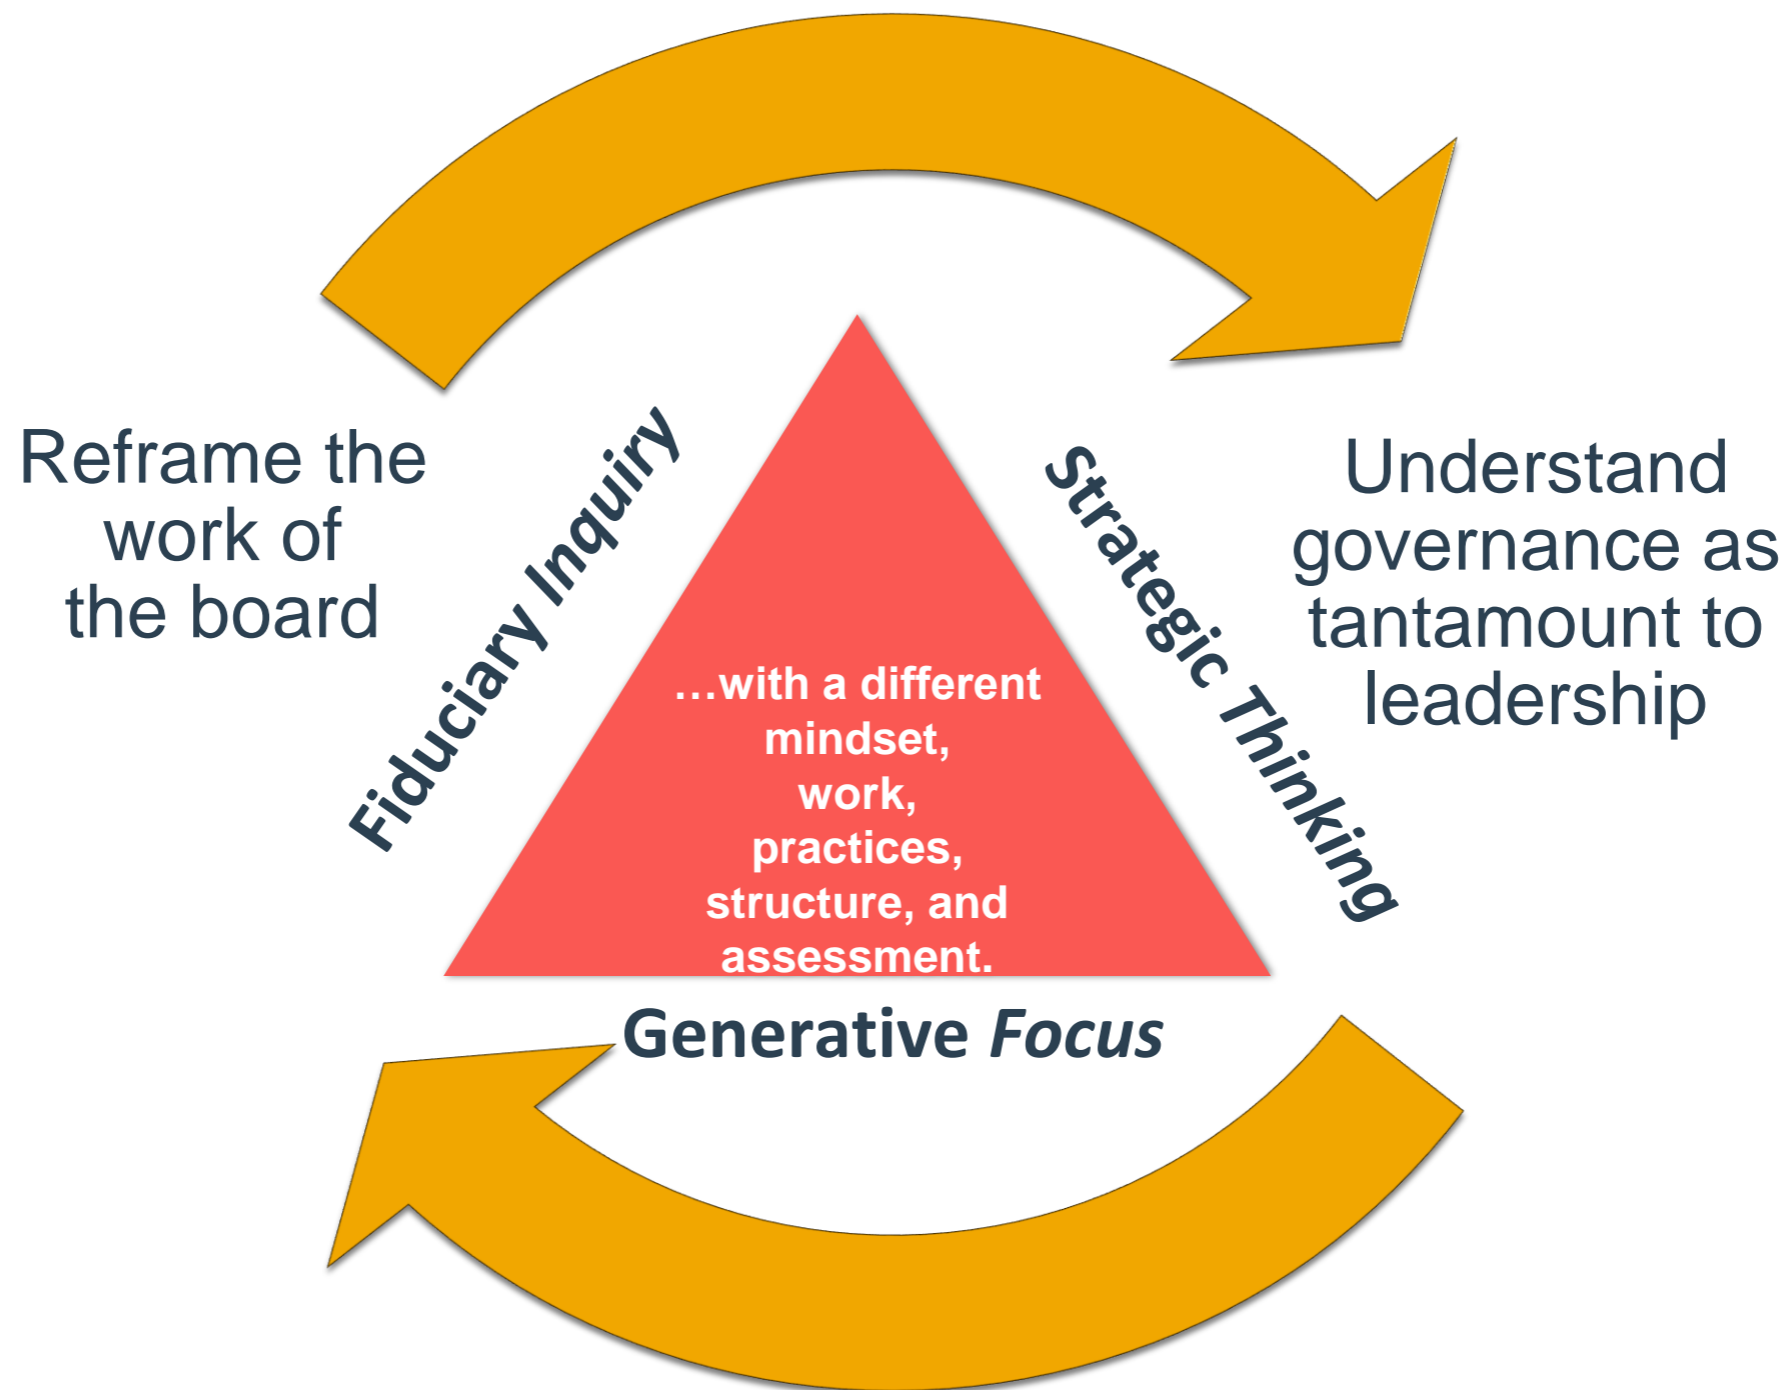 Reframe the
work of
the board
Fiduciary Inquiry
Strategic Thinking
Understand
governance as
tantamount to
leadership
…with a different
mindset,
work,
practices,
structure, and
assessment.
Generative Focus